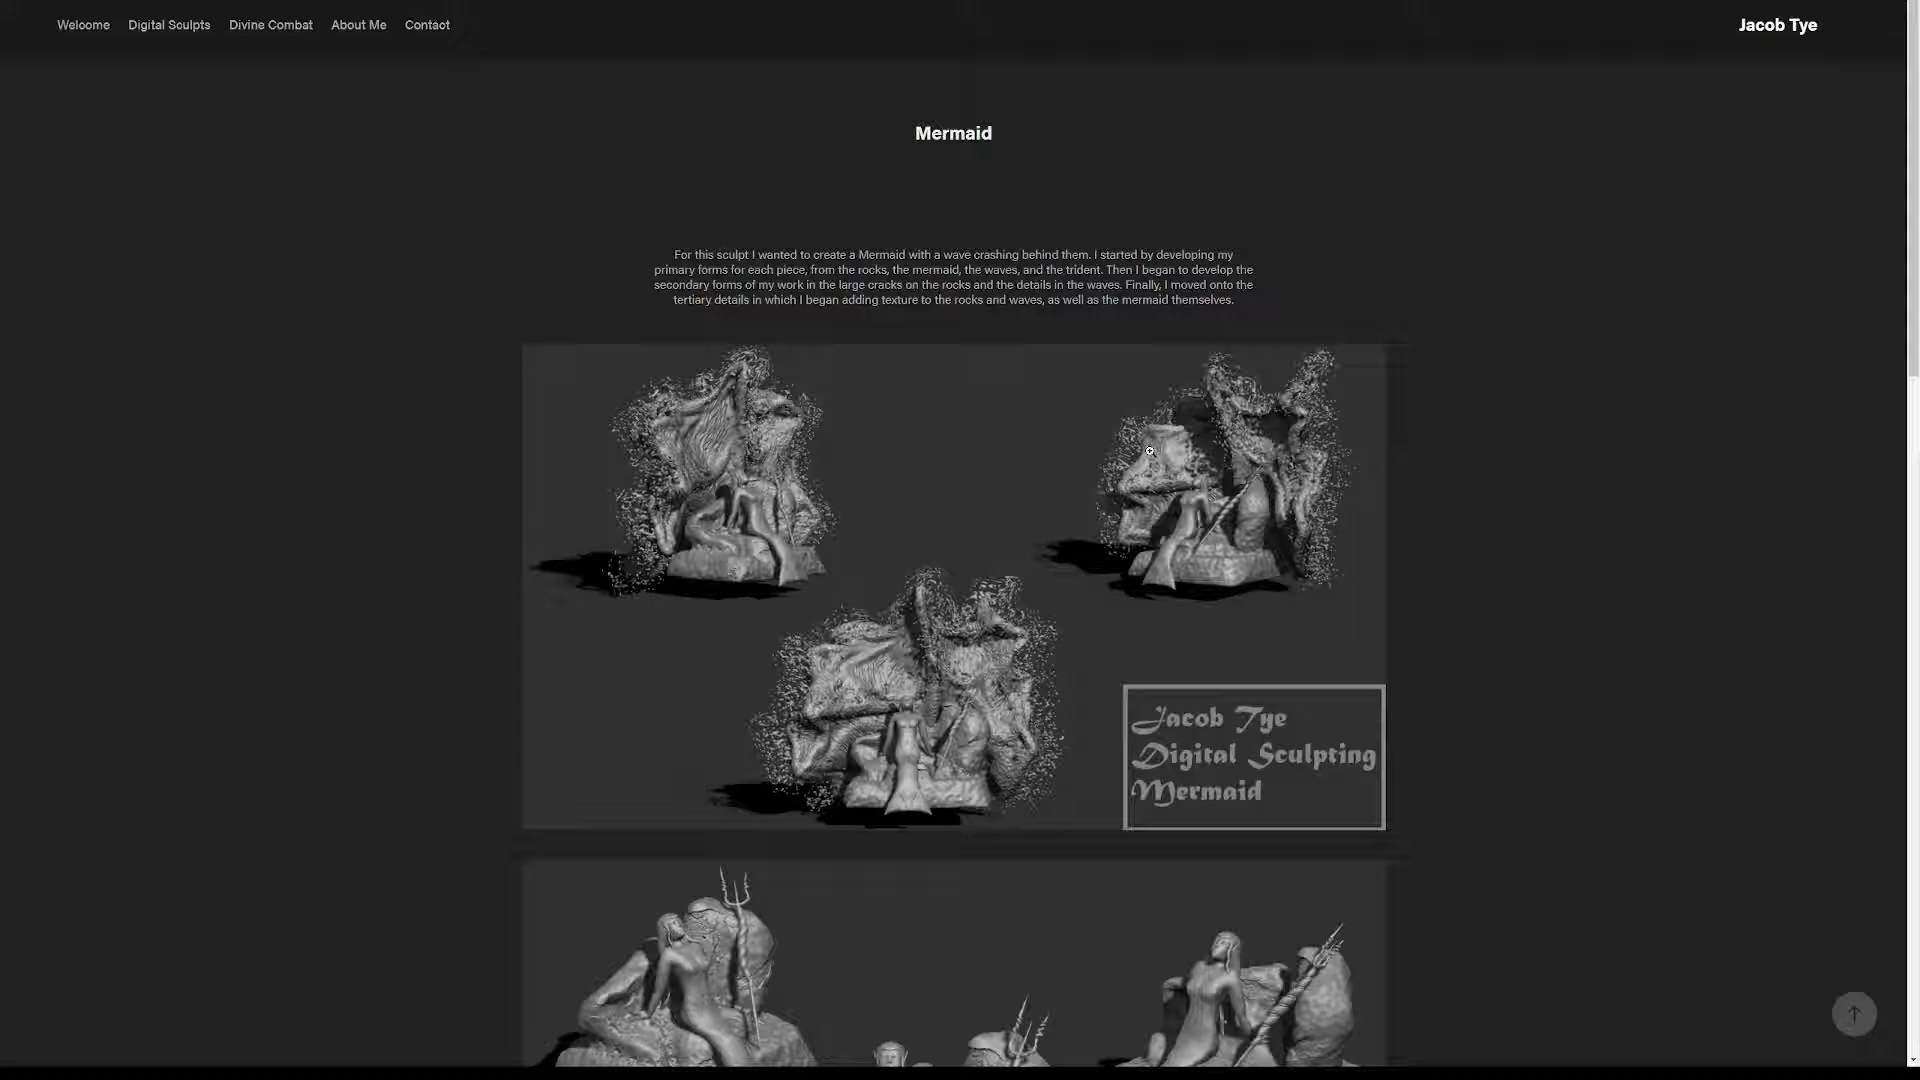 Welcome Digital Sculpts Divine Combat About Me Contact Jacob Tye
Mermaid
For this sculpt I wanted to create a Mermaid with a wave crashing behind them. I started by developing my
primary forms for each piece, from the rocks, the mermaid, the waves, and the trident. Then I began to develop the
secondary forms of my work in the large cracks on the rocks and the details in the waves. Finally, I moved onto the
tertiary details in which I began adding texture to the rocks and waves, as well as the mermaid themselves.
Jacob Tye
Digital Sculpting
Mermaid